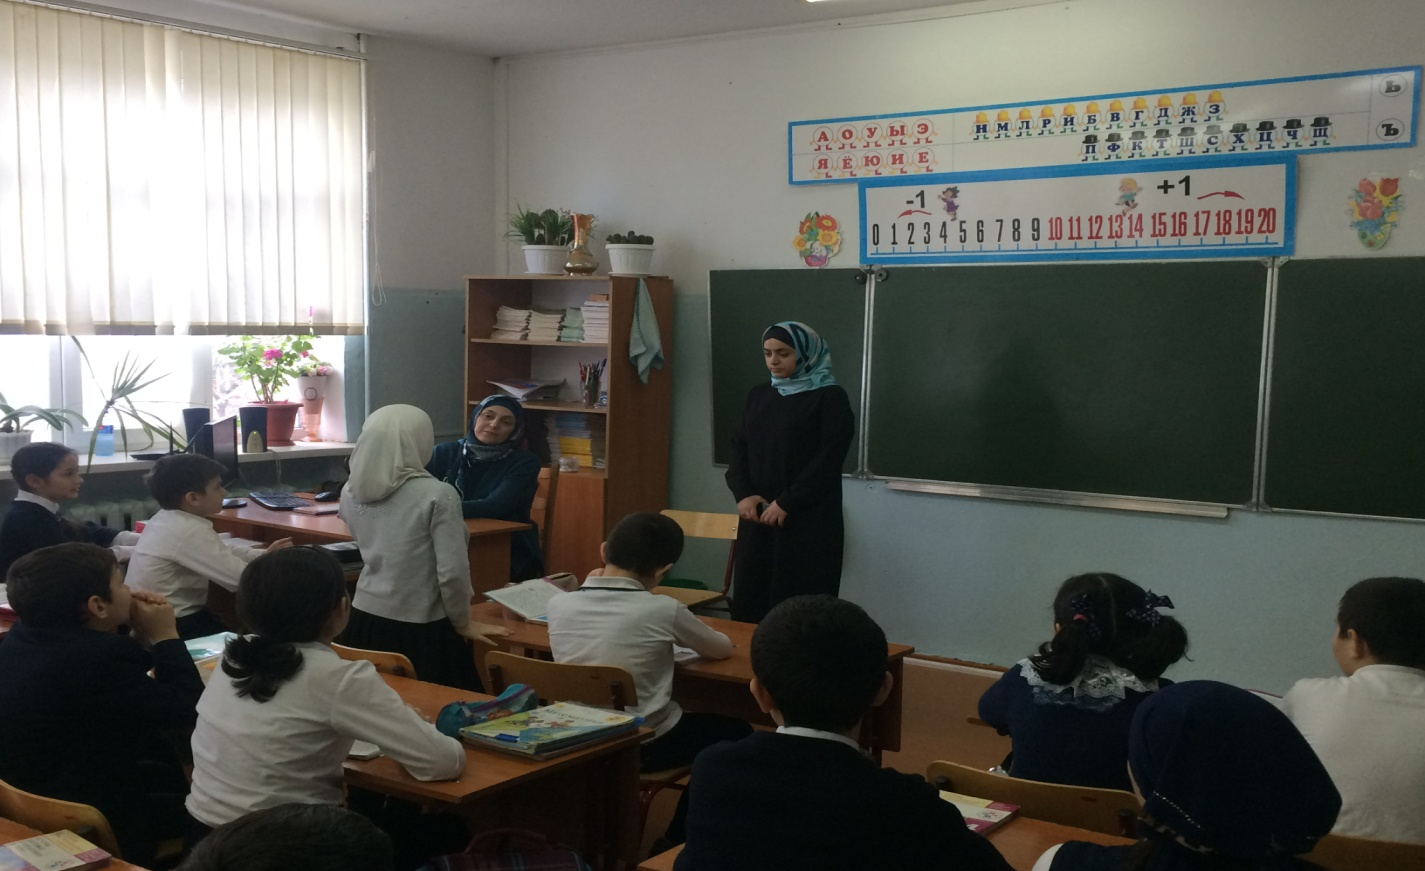 А О У Ы Э
Я Ё Ю И Е
Н М Л Р Й Б В Г Д Ж З
П Ф К Т Ш С Х Ц Ч Щ
Ь
Ъ
-1 +1
0 1 2 3 4 5 6 7 8 9 10 11 12 13 14 15 16 17 18 19 20